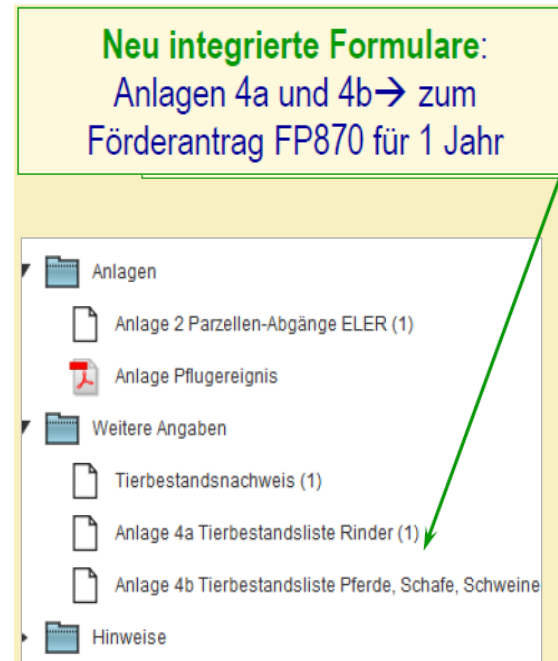 Neu integrierte Formulare:
Anlagen 4a und 4b→ zum
Förderantrag FP870 für 1 Jahr
Anlagen
Anlage 2 Parzellen-Abgänge ELER (1)
Anlage Pflugereignis
Weitere Angaben
Tierbestandsnachweis (1)
Anlage 4a Tierbestandsliste Rinder (1)
Anlage 4b Tierbestandsliste Pferde, Schafe, Schweine
Hinweise